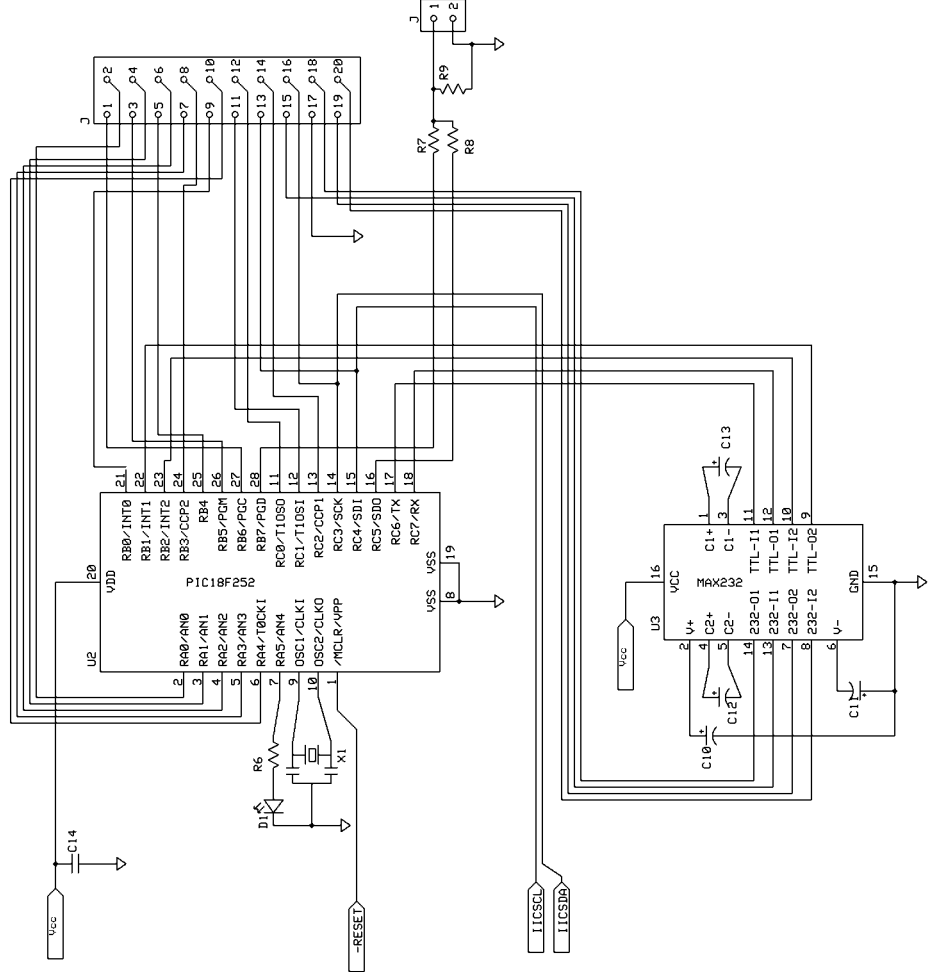 J
1
2
J
1 2
3 4
5 6
7 8
9 10
11 12
13 14
15 16
17 18
19 20
R9
R7
R8
U2
PIC18F252
VDD
20
RA0/AN0
2
RA1/AN1
3
RA2/AN2
4
RA3/AN3
5
RA4/T0CKI
6
RA5/AN4
7
OSC1/CLKI
9
OSC2/CLKO
10
/MCLR/VPP
1
RB0/INT0
21
RB1/INT1
22
RB2/INT2
23
RB3/CCP2
24
RB4
25
RB5/PGM
26
RB6/PGC
27
RB7/PGD
28
RC0/T1OSO
11
RC1/T1OSI
12
RC2/CCP1
13
RC3/SCK
14
RC4/SDI
15
RC5/SDO
16
RC6/TX
17
RC7/RX
18
VSS
8
VSS
19
R6
D1
X1
C14
Vcc
-RESET
IICSCL
IICSDA
Vcc
U3
MAX232
VCC
16
V+
2
C2+
4
C2-
5
232-O1
14
232-I1
13
232-O2
7
232-I2
8
V-
6
C1+
1
C1-
3
TTL-I1
11
TTL-O1
12
TTL-I2
10
TTL-O2
9
GND
15
C10
+
C12
+
C11
+
C13
+